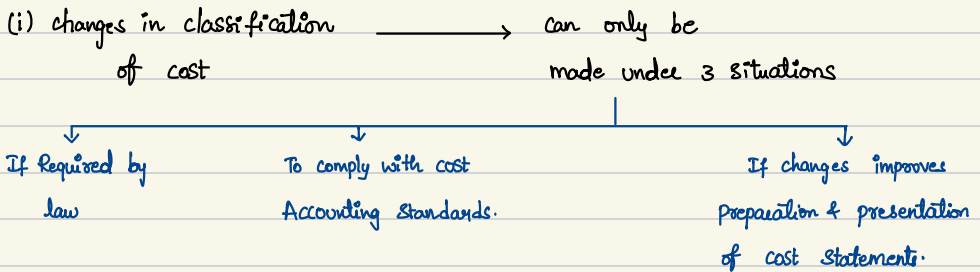 (i) changes in classification
of cost
can only be
made under 3 situations
If Required by
law
To comply with cost
Accounting Standards.
If changes improves
preparation & presentation
of cost statements.